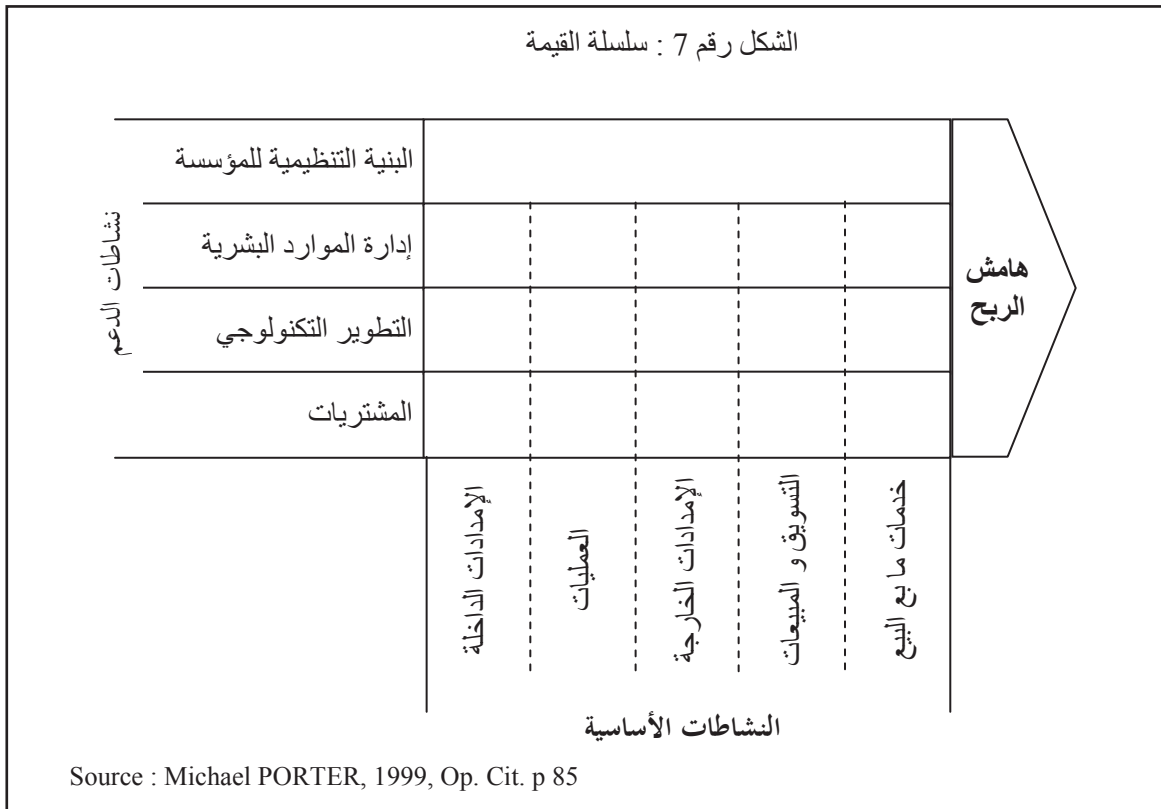 الشكل رقم 7 : سلسلة القيمة
البنية التنظيمية للمؤسسة
إدارة الموارد البشرية
التطوير التكنولوجي
المشتريات
نشاطات الدعم
هامش
الربح
الإمدادات الداخلة
العمليات
الإمدادات الخارجة
التسويق و المبيعات
خدمات ما بع البيع
النشاطات الأساسية
Source : Michael PORTER, 1999, Op. Cit. p 85